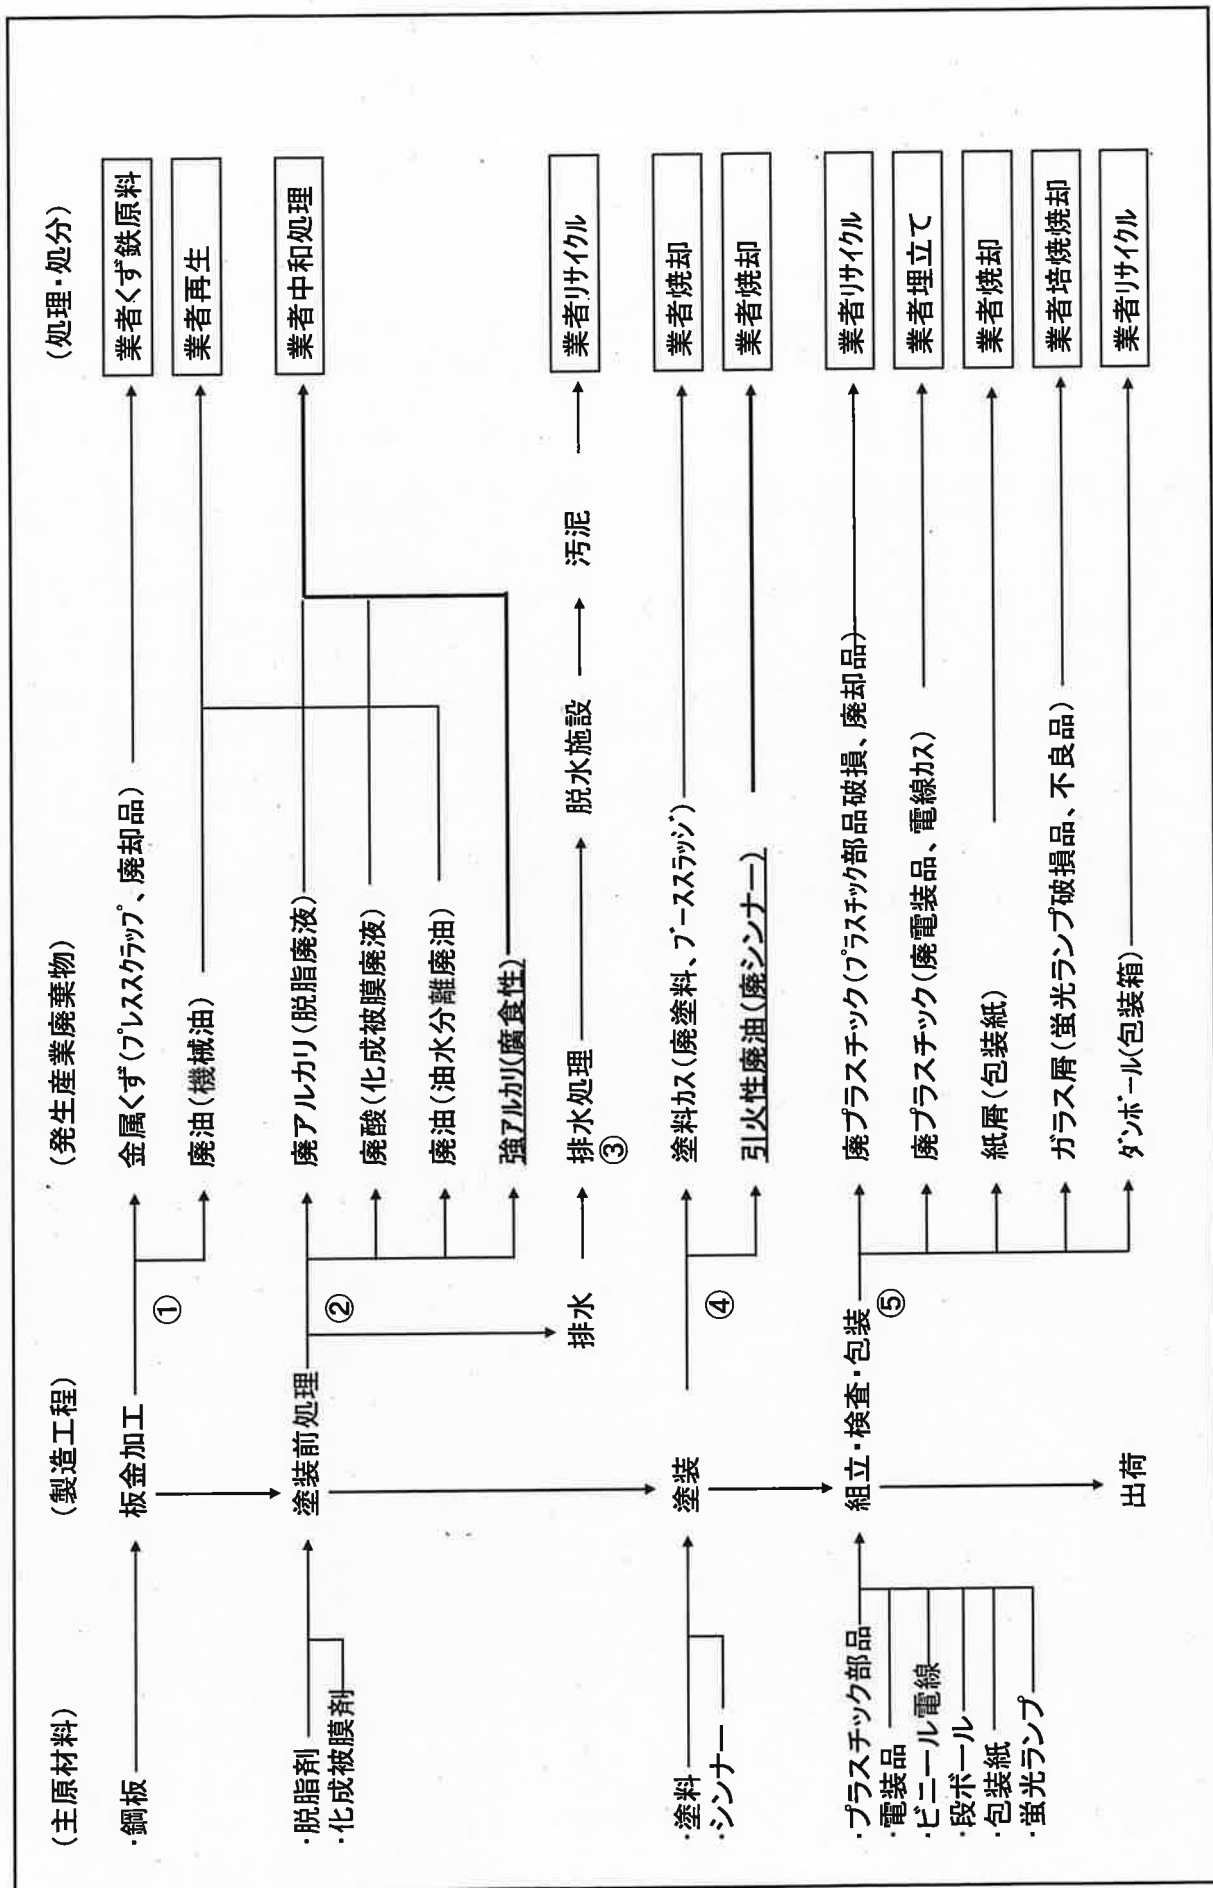 (主原材料)
(製造工程)
(発生産業廃棄物)
(処理・処分)
・鋼板
板金加工
①
金属くず(プレススクラップ、廃却品)
業者くず鉄原料
廃油(機械油)
業者再生
・脱脂剤
・化成被膜剤
塗装前処理
②
廃アルカリ(脱脂廃液)
業者中和処理
廃酸(化成被膜廃液)
廃油(油水分離廃油)
強アルカリ(腐食性)
排水
排水処理
③
脱水施設
汚泥
業者リサイクル
・塗料
・シンナー
塗装
④
塗料カス(廃塗料、ブーススラッジ)
業者焼却
引火性廃油(廃シンナー)
業者焼却
・プラスチック部品
・電装品
・ビニール電線
・段ボール
・包装紙
・蛍光ランプ
組立・検査・包装
⑤
廃プラスチック(プラスチック部品破損、廃却品)
業者リサイクル
廃プラスチック(廃電装品、電線カス)
業者埋立て
紙屑(包装紙)
業者焼却
ガラス屑(蛍光ランプ破損品、不良品)
業者培焼焼却
ダンボール(包装箱)
業者リサイクル
出荷